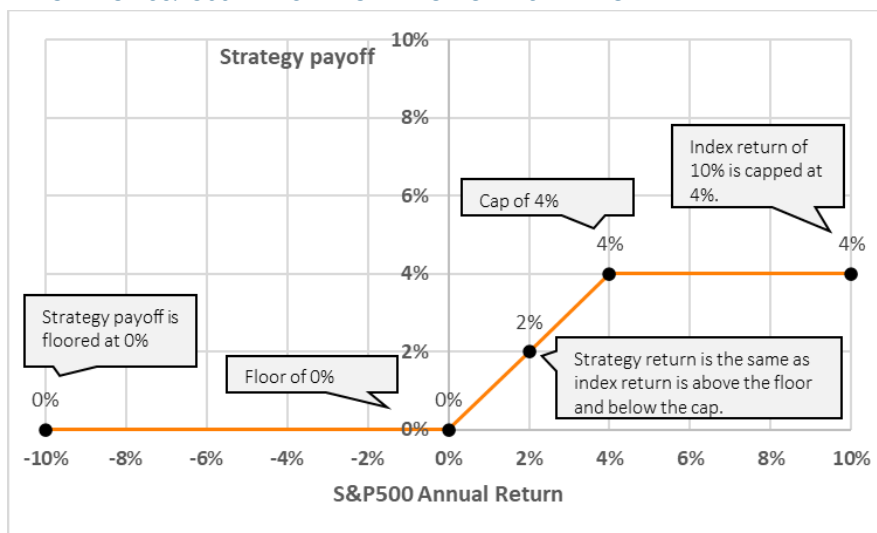 10%
Strategy payoff
8%
Index return of
10% is capped at
4%.
6%
Cap of 4%
4%
4%
4%
Strategy payoff is
floored at 0%
2%
2%
Strategy return is the same as
index return is above the floor
and below the cap.
Floor of 0%
0%
0%
0%
-10%
-8%
-6%
-4%
-2%
0%
2%
4%
6%
8%
10%
S&P500 Annual Return